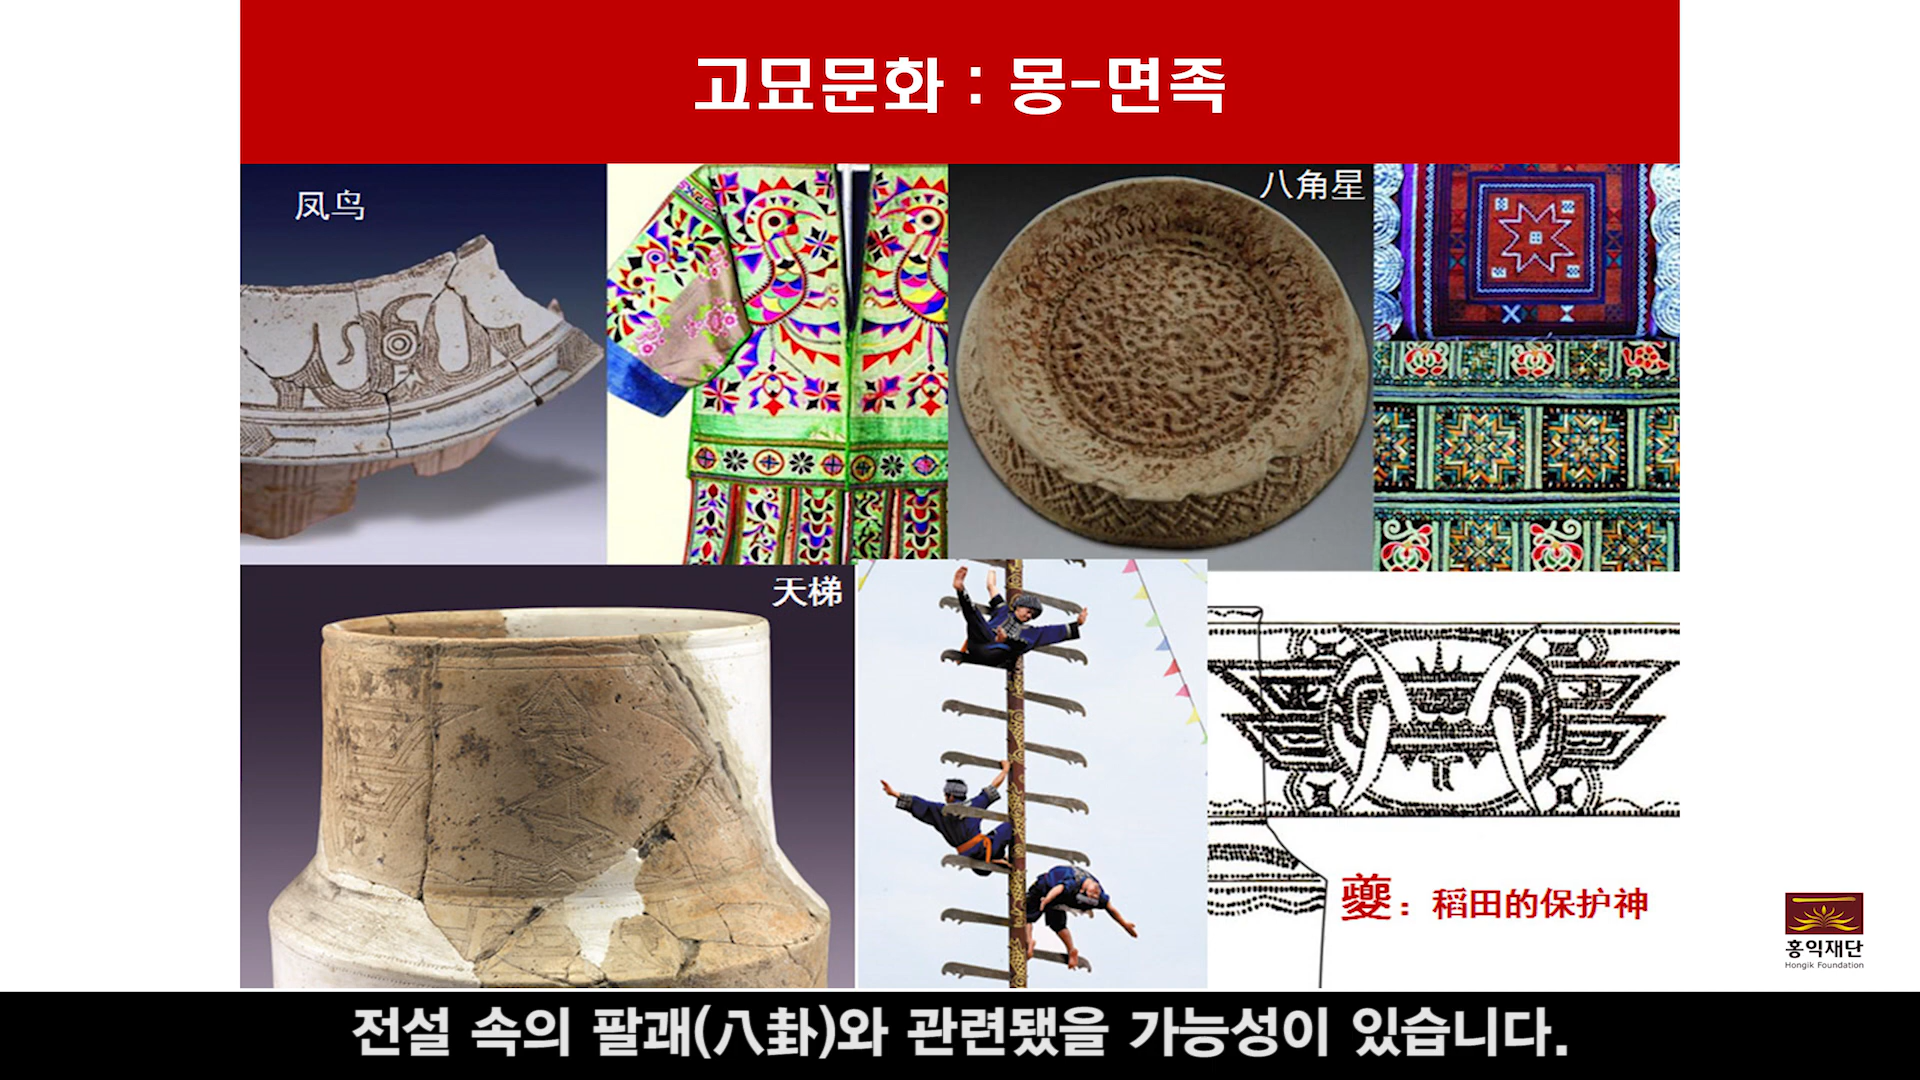 고묘문화 : 몽-면족
凤鸟
八角星
天梯
夔：稻田的保护神
홍익재단
Hongik Foundation
전설 속의 팔괘(八卦)와 관련됐을 가능성이 있습니다.